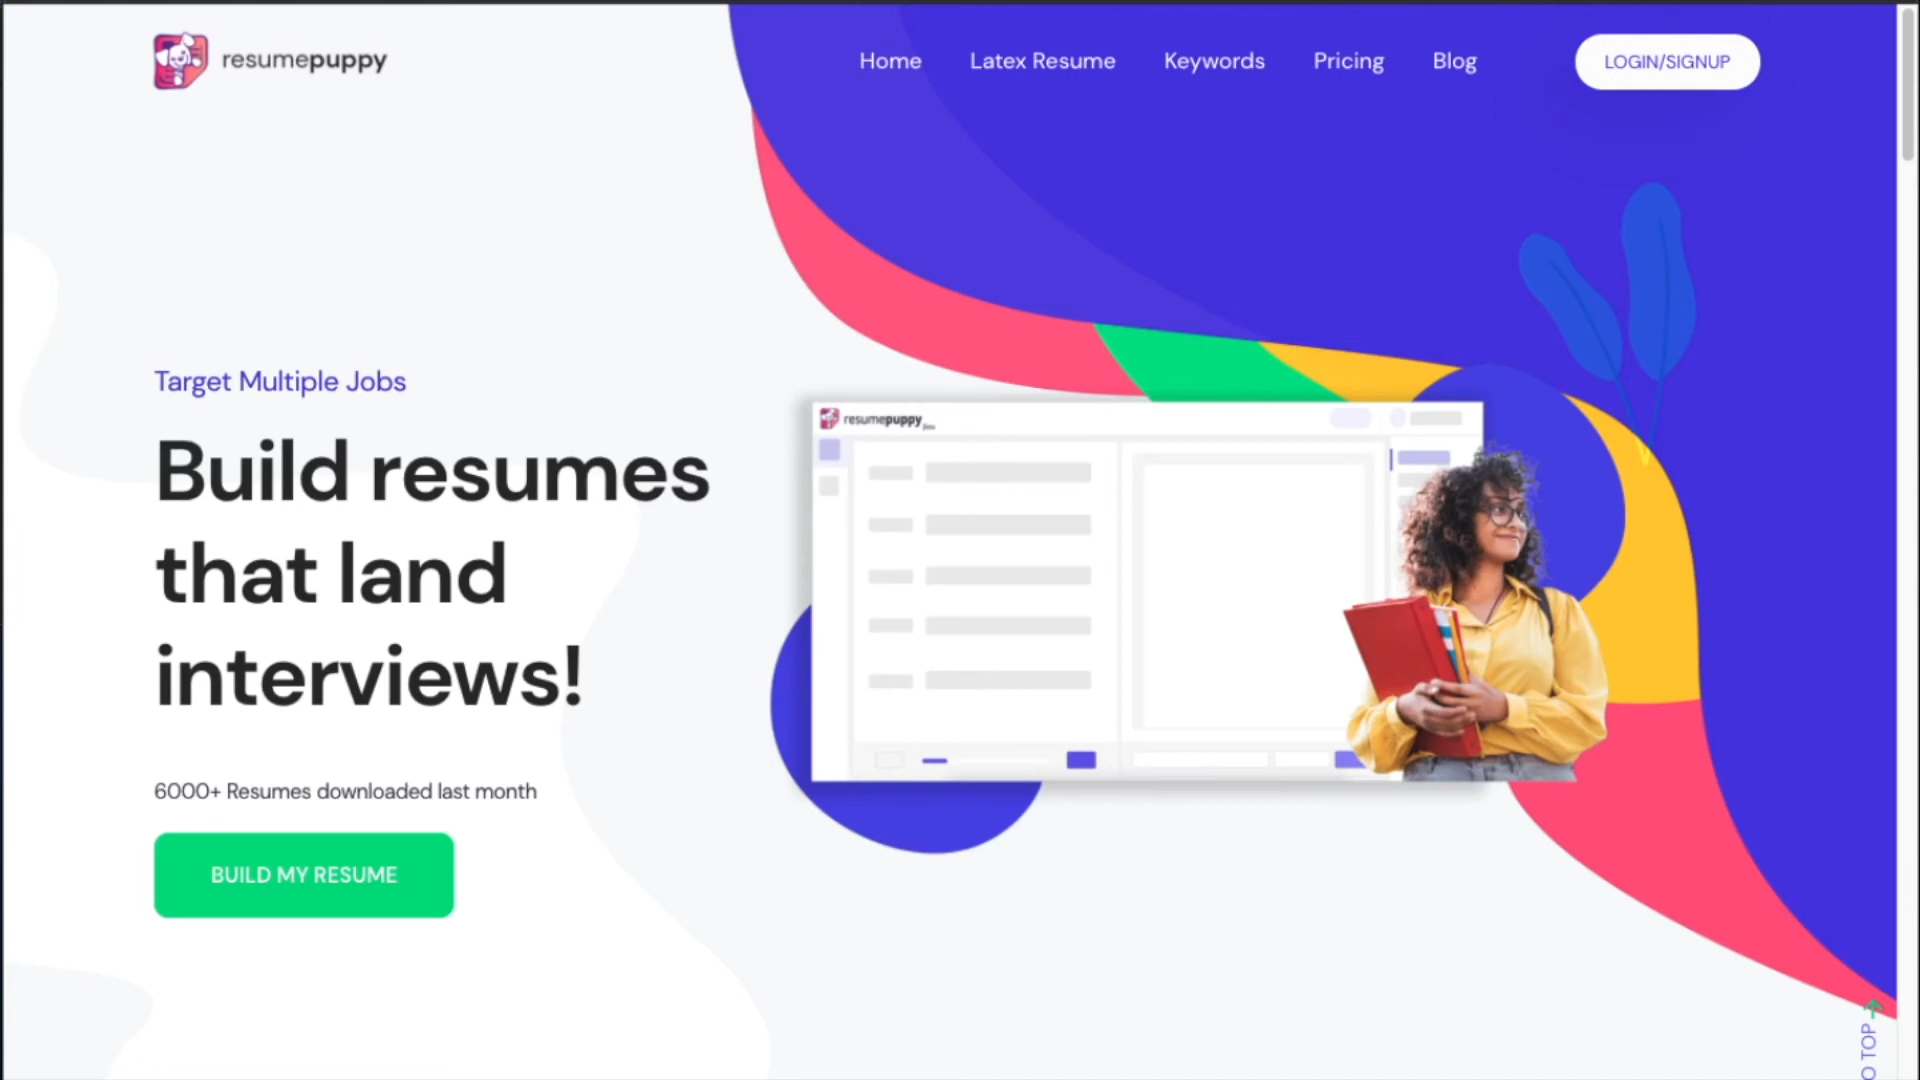 resumepuppy
Home
Latex Resume
Keywords
Pricing
Blog
LOGIN/SIGNUP
Target Multiple Jobs
Build resumes
that land
interviews!
6000+ Resumes downloaded last month
BUILD MY RESUME
resumepuppy
O TOP